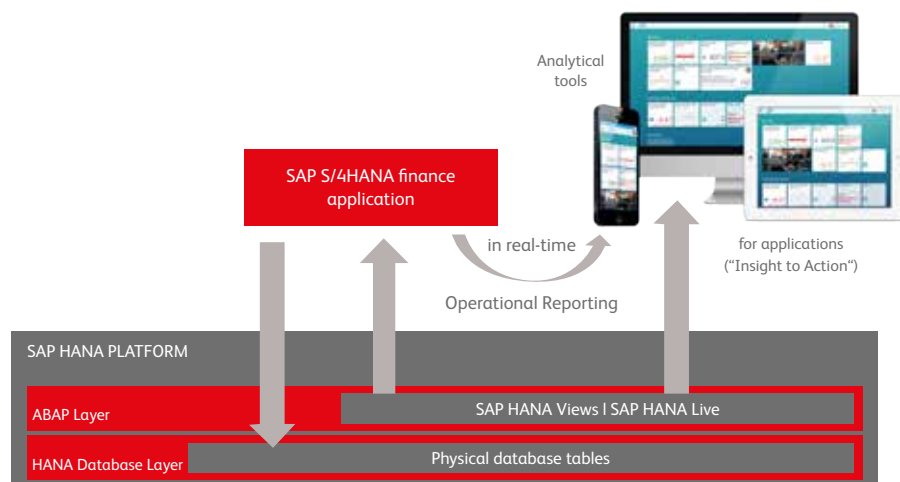 Analytical
tools
SAP S/4HANA finance
application
in real-time
for applications
(“Insight to Action“)
Operational Reporting
SAP HANA PLATFORM
ABAP Layer
SAP HANA Views I SAP HANA Live
HANA Database Layer
Physical database tables